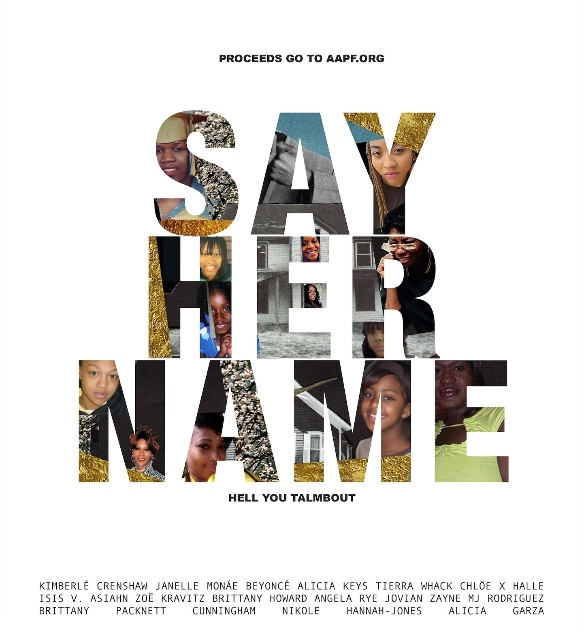 PROCEEDS GO TO AAPF.ORG
SAY
HER
NAME
HELL YOU TALMBOUT
KIMBERLÉ CRENSHAW JANELLE MONÁE BEYONCÉ ALICIA KEYS TIERRA WHACK CHLÖE X HALLE
ISIS V. ASIAHN ZOË KRAVITZ BRITTANY HOWARD ANGELA RYE JOVIAN ZAYNE MJ RODRIGUEZ
BRITTANY PACKNETT CUNNINGHAM NIKOLE HANNAH-JONES ALICIA GARZA